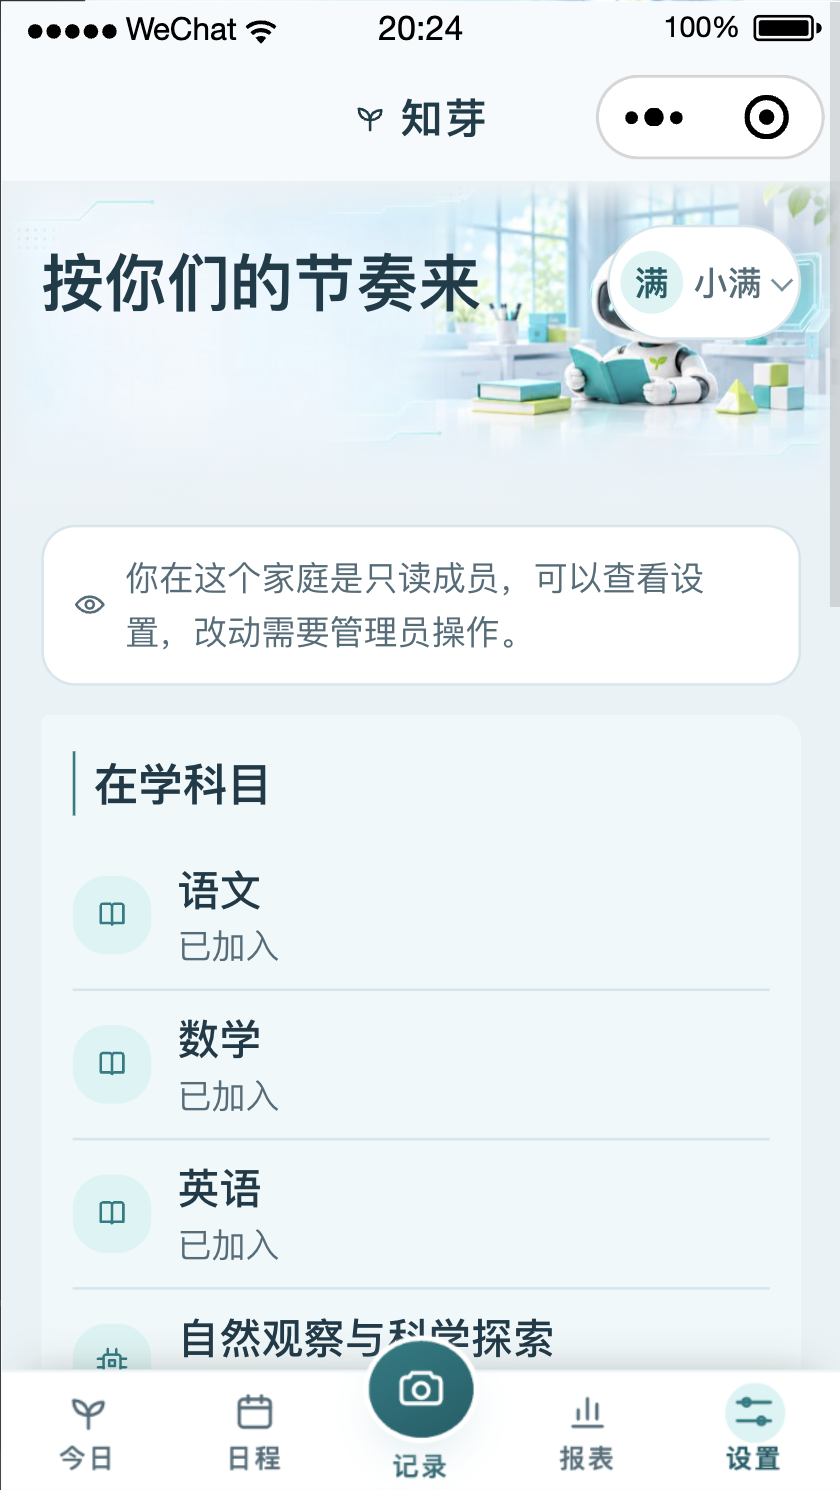 WeChat 20:24 100%
知芽
按你们的节奏来
满 小满
你在这个家庭是只读成员，可以查看设
置，改动需要管理员操作。
在学科目
语文
已加入
数学
已加入
英语
已加入
自然观察与科学探索
今日 日程 记录 报表 设置